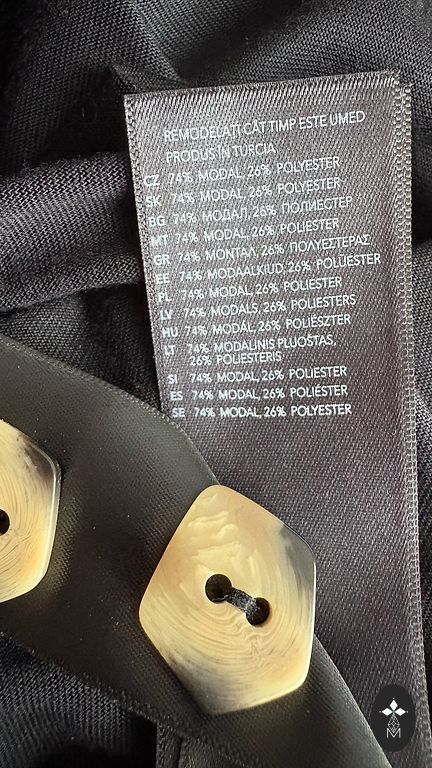 REMODELAȚI CÂT TIMP ESTE UMED
PRODUS ÎN TURCIA
CZ 74% MODAL, 26% POLYESTER
SK 74% MODAL, 26% POLYESTER
BG 74% МОДАЛ, 26% ПОЛИЕСТЕР
MT 74% MODAL, 26% POLIESTER
GR 74% ΜΟΝΤΑΛ, 26% ΠΟΛΥΕΣΤΕΡΑΣ
EE 74% MODAALKIUD, 26% POLÜESTER
PL 74% MODAL, 26% POLIESTER
LV 74% MODĀLS, 26% POLIESTERS
HU 74% MODÁL, 26% POLIÉSZTER
LT 74% MODALINIS PLUOŠTAS,
26% POLIESTERIS
SI 74% MODAL, 26% POLIESTER
ES 74% MODAL, 26% POLIÉSTER
SE 74% MODAL, 26% POLYESTER